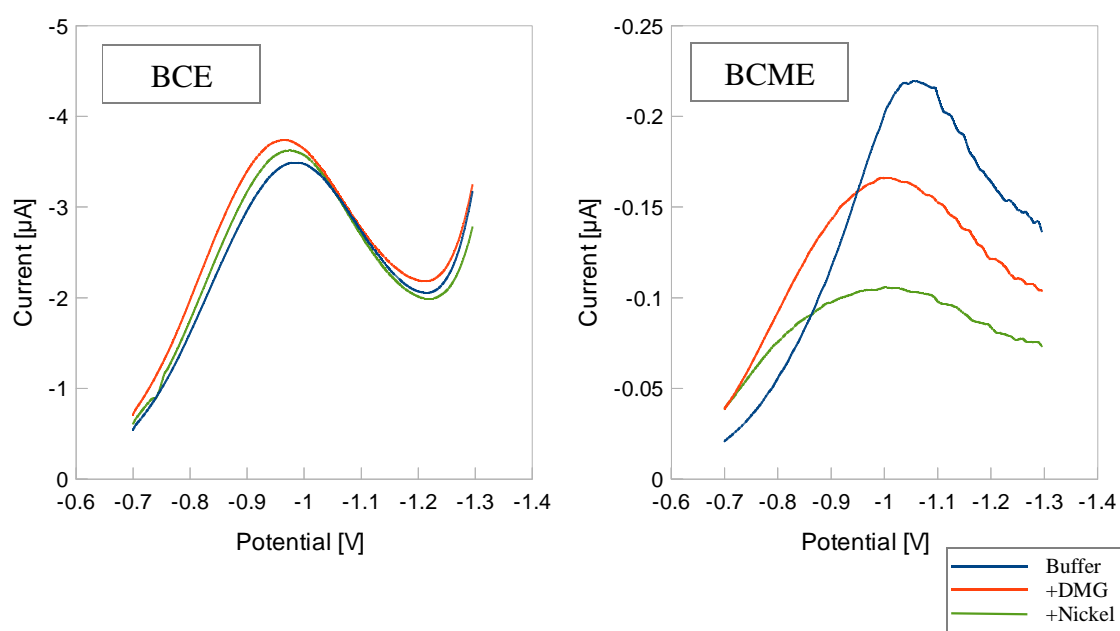 BCE
-5
-4
-3
-2
-1
0
Current [µA]
-0.6 -0.7 -0.8 -0.9 -1 -1.1 -1.2 -1.3 -1.4
Potential [V]
BCME
-0.25
-0.2
-0.15
-0.1
-0.05
0
Current [µA]
-0.6 -0.7 -0.8 -0.9 -1 -1.1 -1.2 -1.3 -1.4
Potential [V]
Buffer
+DMG
+Nickel